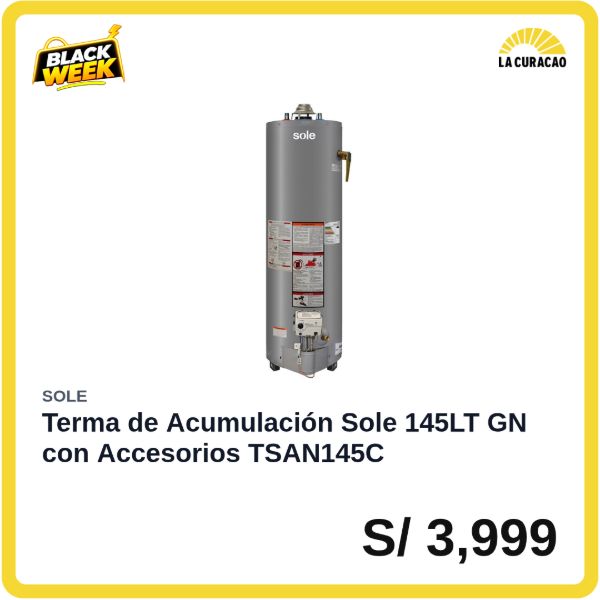 BLACK
WEEK
LA CURACAO
sole
SOLE
Terma de Acumulación Sole 145LT GN
con Accesorios TSAN145C
S/ 3,999